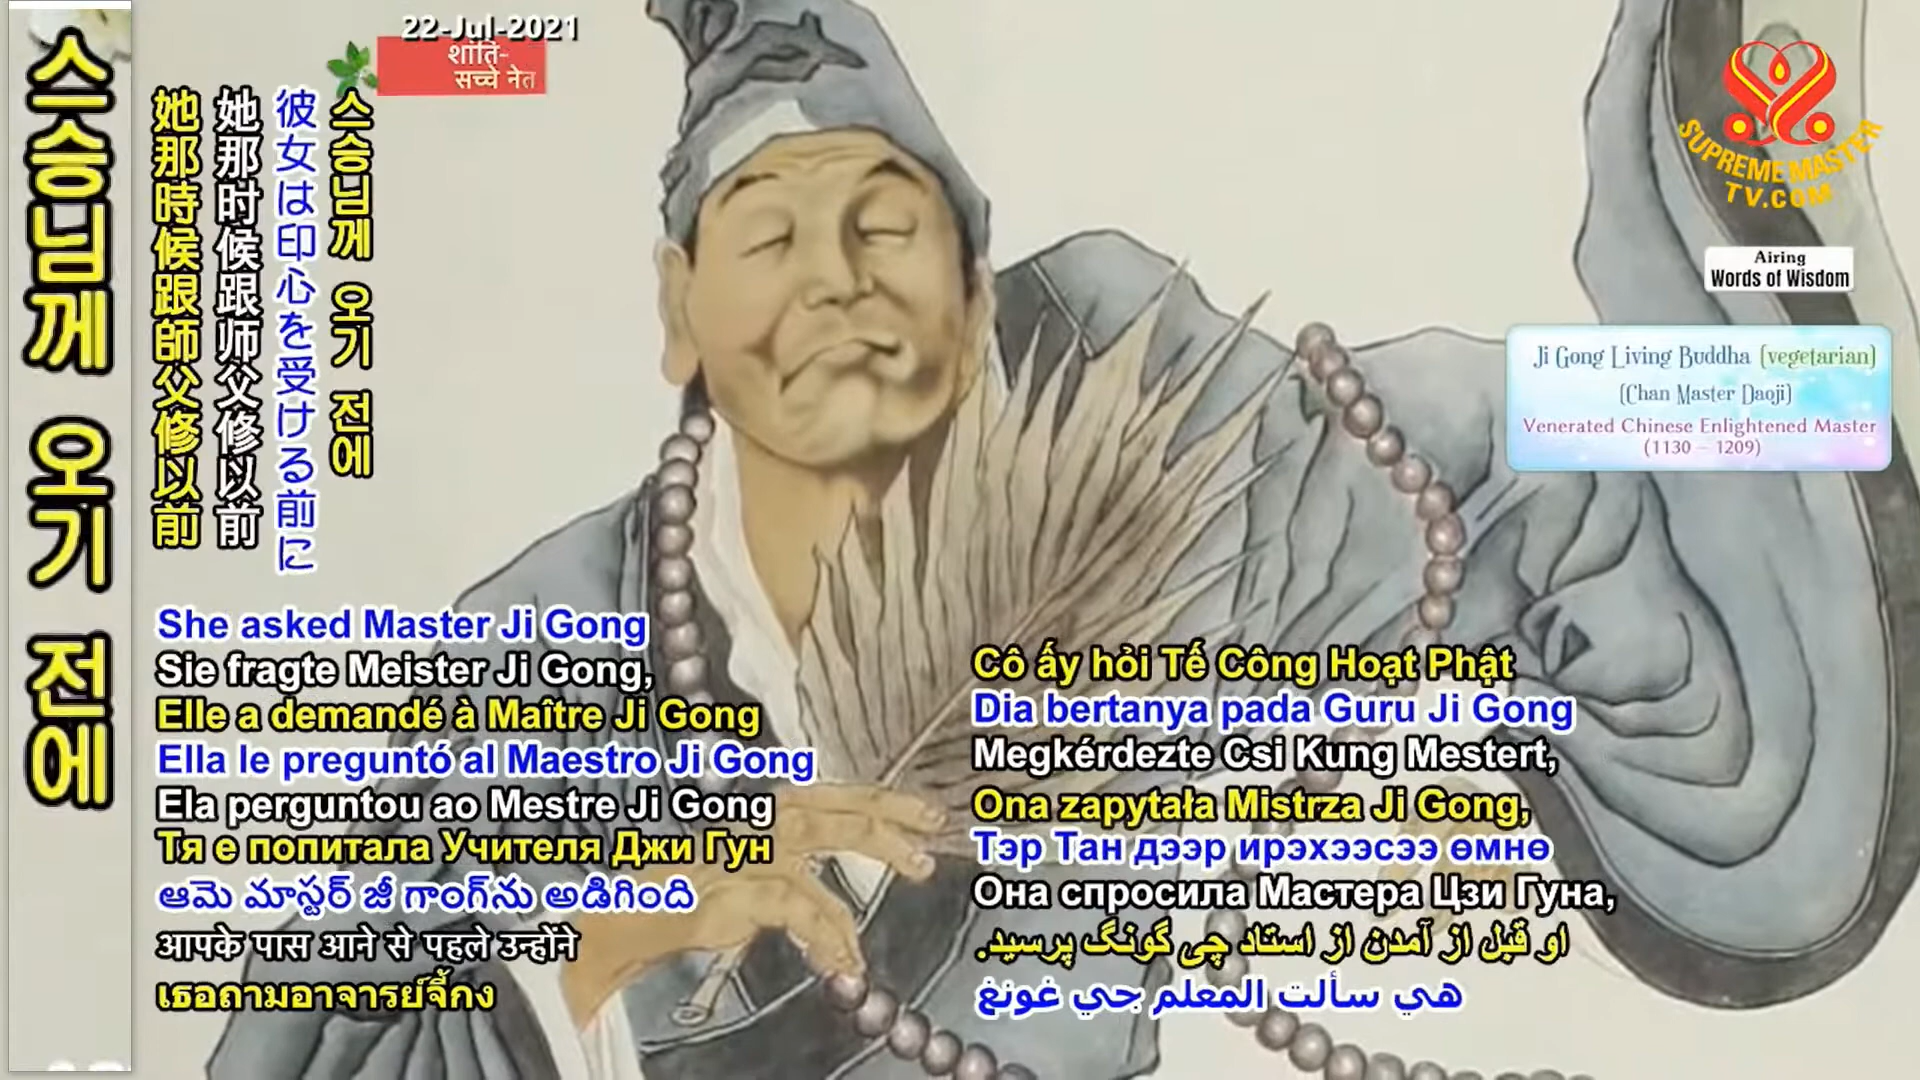 스승님께 오기 전에
22-Jul-2021
शांति-
सच्चे नेत
她那時候跟師父修以前
她那时候跟师父修以前
彼女は印心を受ける前に
스승님께 오기 전에
SUPREME MASTER
TV.COM
Airing
Words of Wisdom
Ji Gong Living Buddha (vegetarian)
(Chan Master Daoji)
Venerated Chinese Enlightened Master
(1130 – 1209)
She asked Master Ji Gong
Sie fragte Meister Ji Gong,
Elle a demandé à Maître Ji Gong
Ella le preguntó al Maestro Ji Gong
Ela perguntou ao Mestre Ji Gong
Тя е попитала Учителя Джи Гун
ఆమె మాస్టర్ జీ గాంగ్‌ను అడిగింది
आपके पास आने से पहले उन्होंने
เธอถามอาจารย์จี้กง
Cô ấy hỏi Tế Công Hoạt Phật
Dia bertanya pada Guru Ji Gong
Megkérdezte Csi Kung Mestert,
Ona zapytała Mistrza Ji Gong,
Тэр Тан дээр ирэхээсээ өмнө
Она спросила Мастера Цзи Гуна,
او قبل از آمدن از استاد چی گونگ پرسید.
هي سألت المعلم جي غونغ